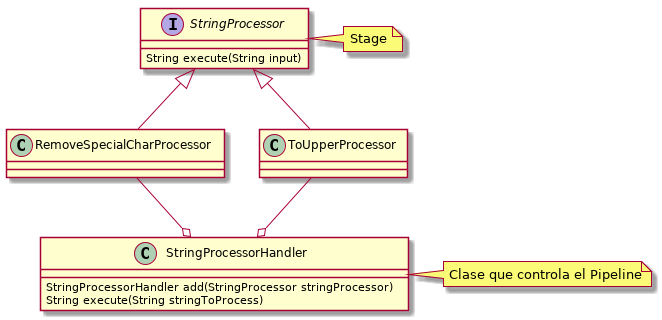 I StringProcessor
String execute(String input)
Stage
C RemoveSpecialCharProcessor
C ToUpperProcessor
C StringProcessorHandler
StringProcessorHandler add(StringProcessor stringProcessor)
String execute(String stringToProcess)
Clase que controla el Pipeline